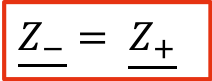 Z₋ = Z₊